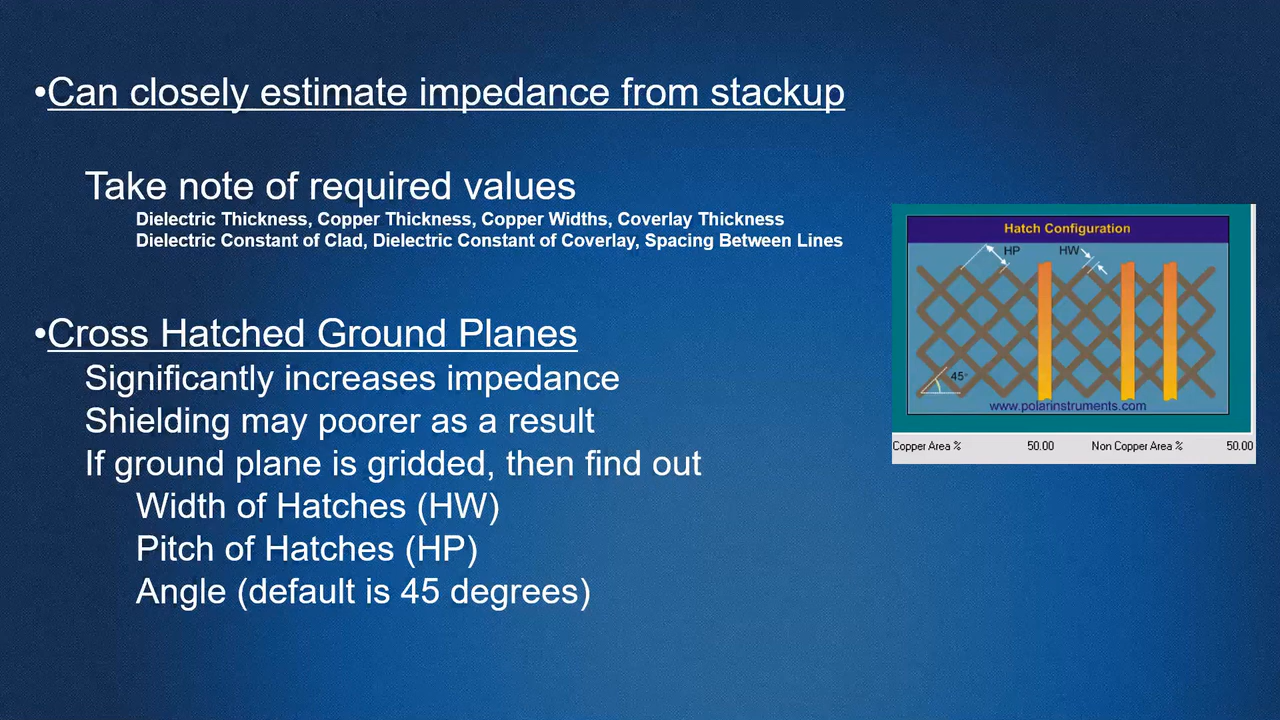 •Can closely estimate impedance from stackup
Take note of required values
Dielectric Thickness, Copper Thickness, Copper Widths, Coverlay Thickness
Dielectric Constant of Clad, Dielectric Constant of Coverlay, Spacing Between Lines
•Cross Hatched Ground Planes
Significantly increases impedance
Shielding may poorer as a result
If ground plane is gridded, then find out
Width of Hatches (HW)
Pitch of Hatches (HP)
Angle (default is 45 degrees)
Hatch Configuration
HP HW
45°
www.polarinstruments.com
Copper Area % 50.00 Non Copper Area % 50.00